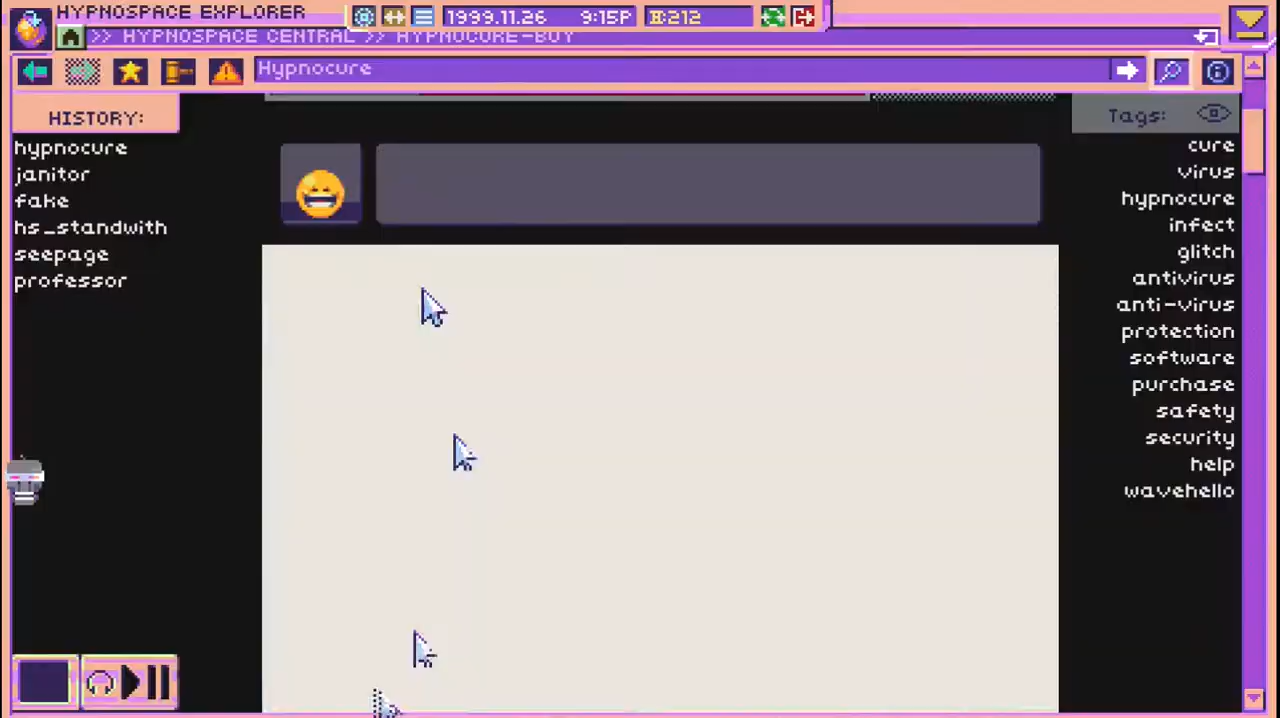 HYPNOSPACE EXPLORER
1999.11.26 9:15P
212
>> HYPNOSPACE CENTRAL >> HYPNOCURE-BUY
Hypnocure
HISTORY:
hypnocure
janitor
fake
hs_standwith
seepage
professor
Tags:
cure
virus
hypnocure
infect
glitch
antivirus
anti-virus
protection
software
purchase
safety
security
help
wavehello